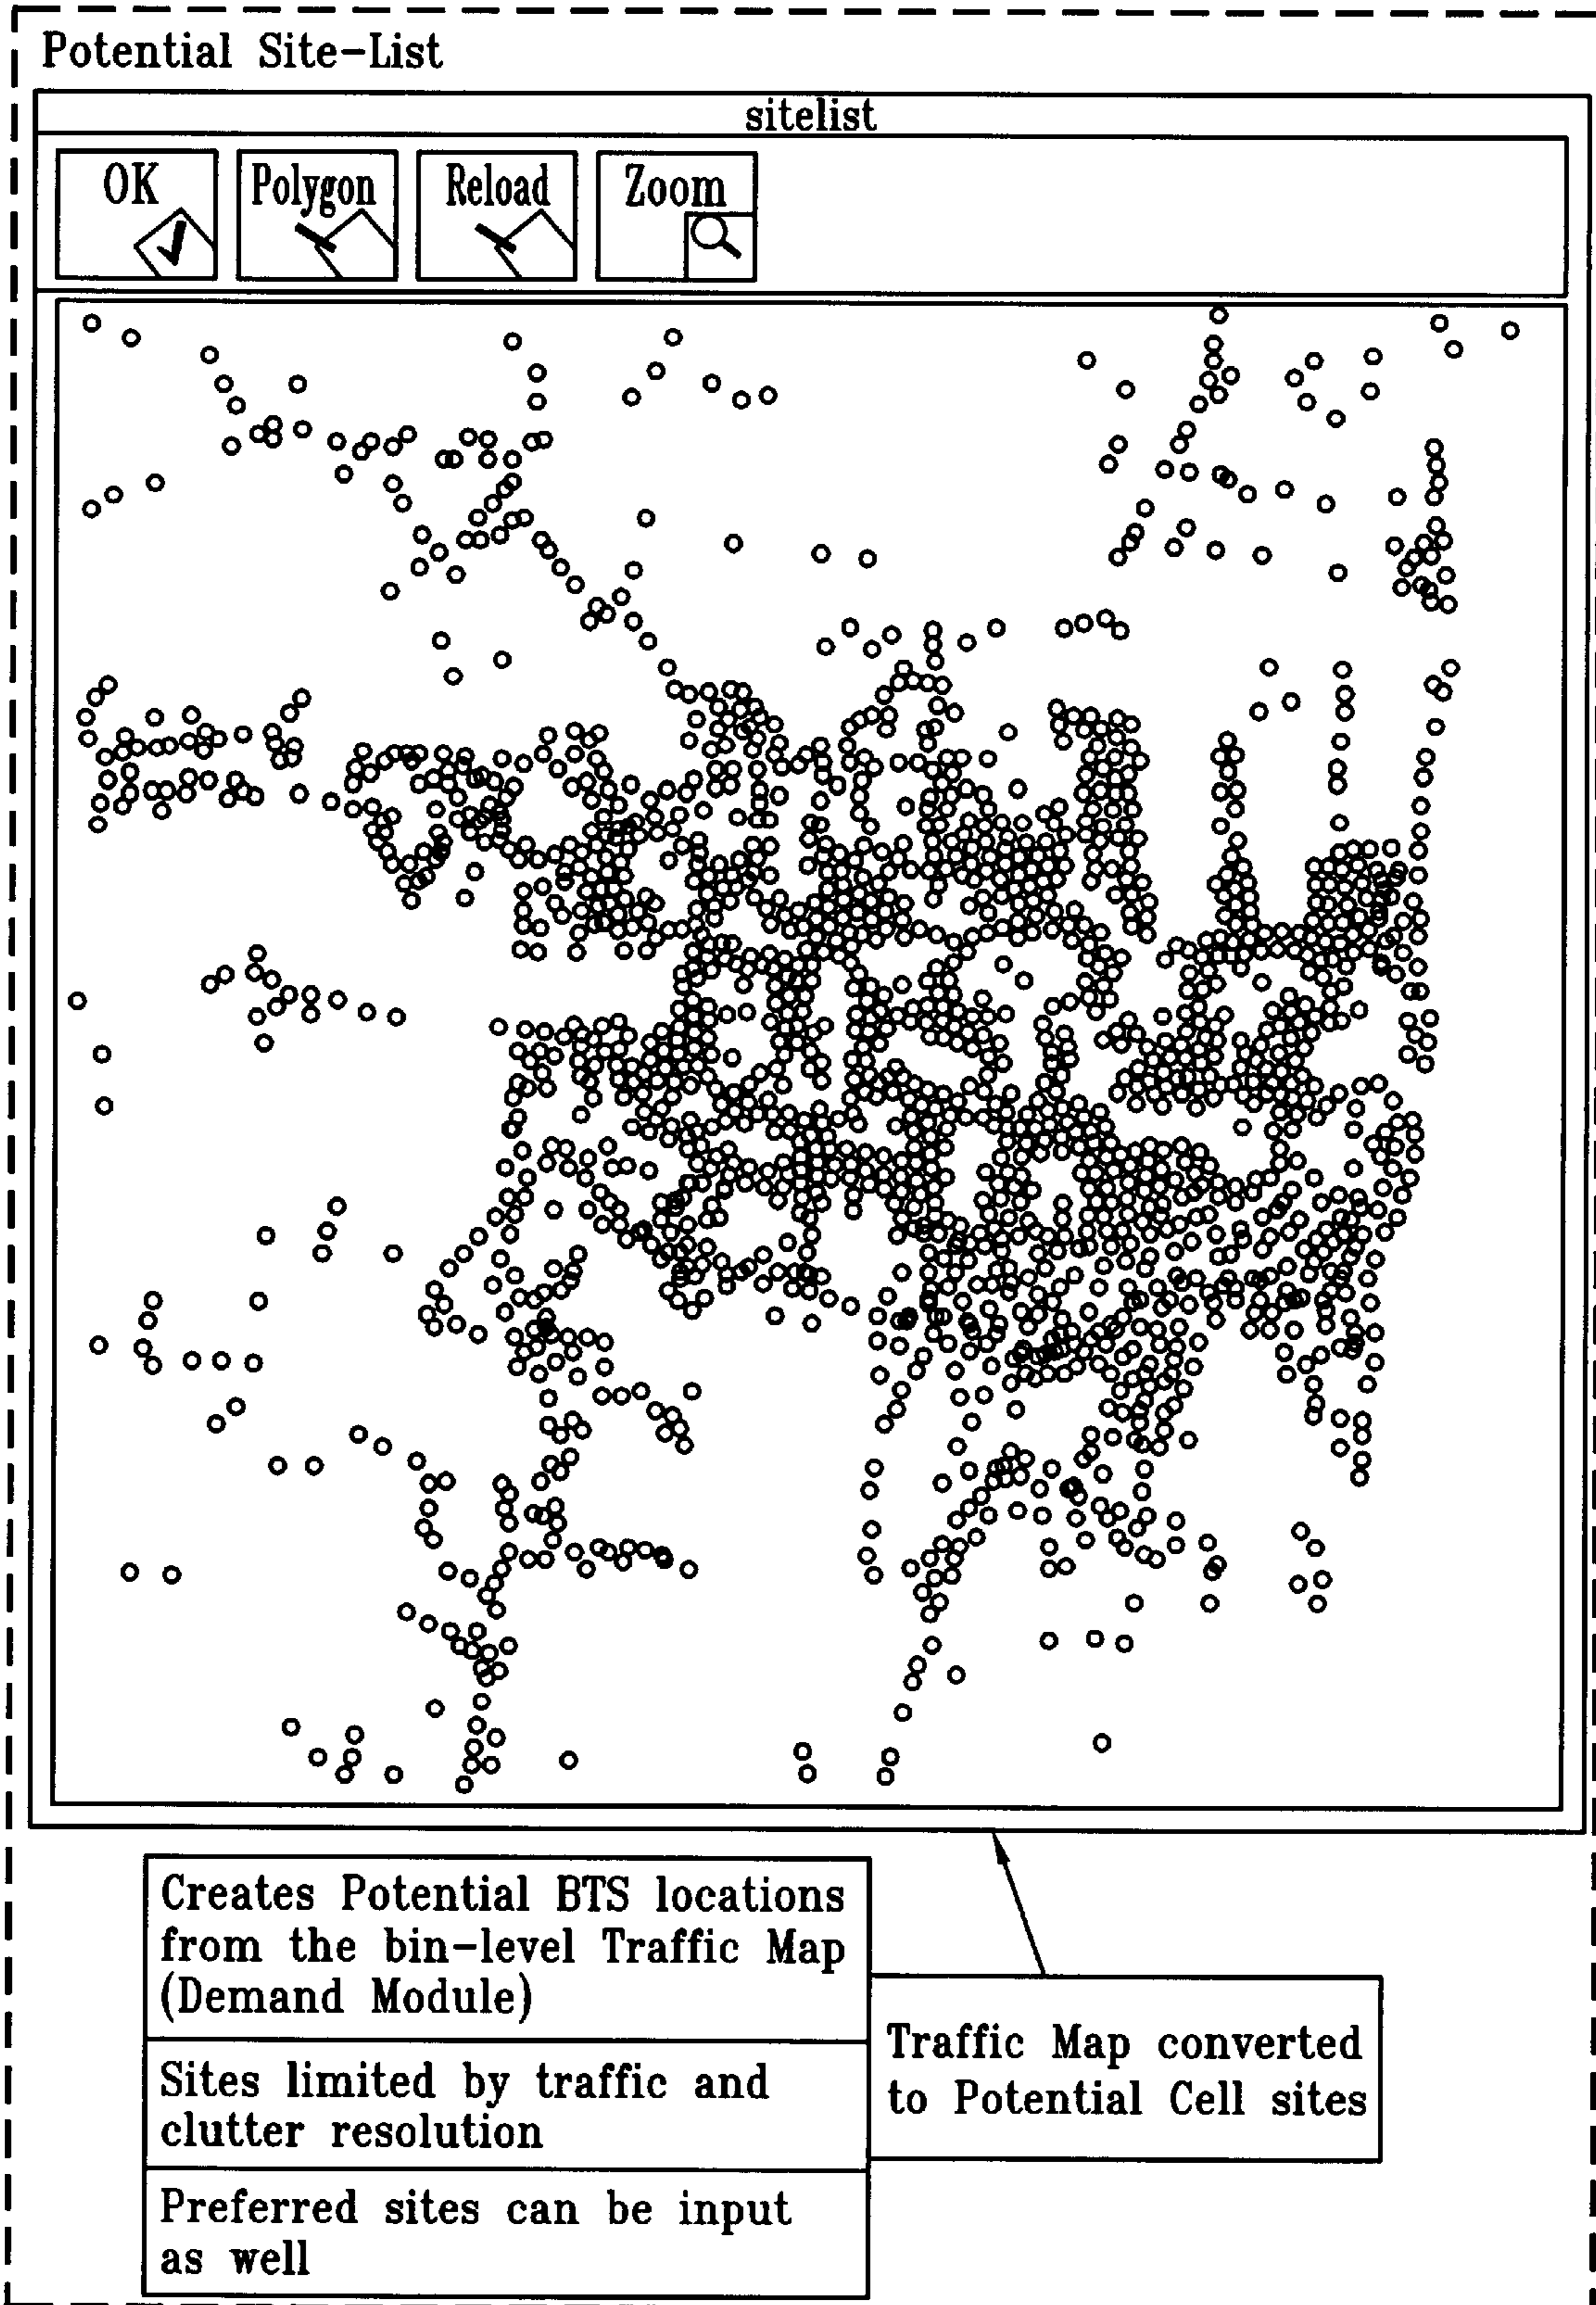 Potential Site-List
sitelist
OK
Polygon
Reload
Zoom
Creates Potential BTS locations
from the bin-level Traffic Map
(Demand Module)
Sites limited by traffic and
clutter resolution
Preferred sites can be input
as well
Traffic Map converted
to Potential Cell sites